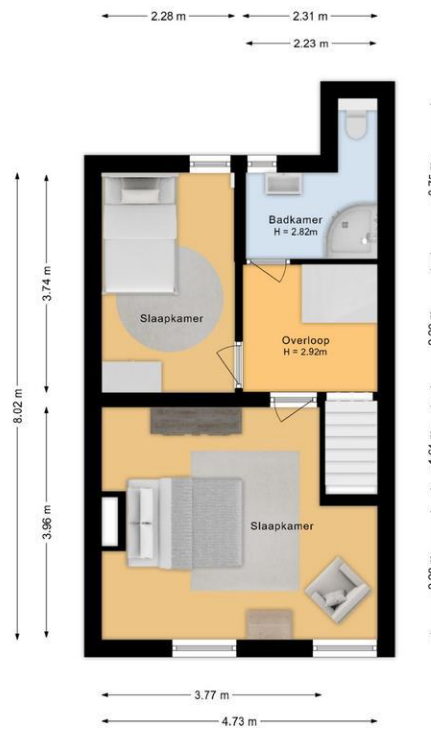 2.28 m
2.31 m
2.23 m
Badkamer
H = 2.82m
3.74 m
Slaapkamer
Overloop
H = 2.92m
8.02 m
3.96 m
Slaapkamer
3.77 m
4.73 m